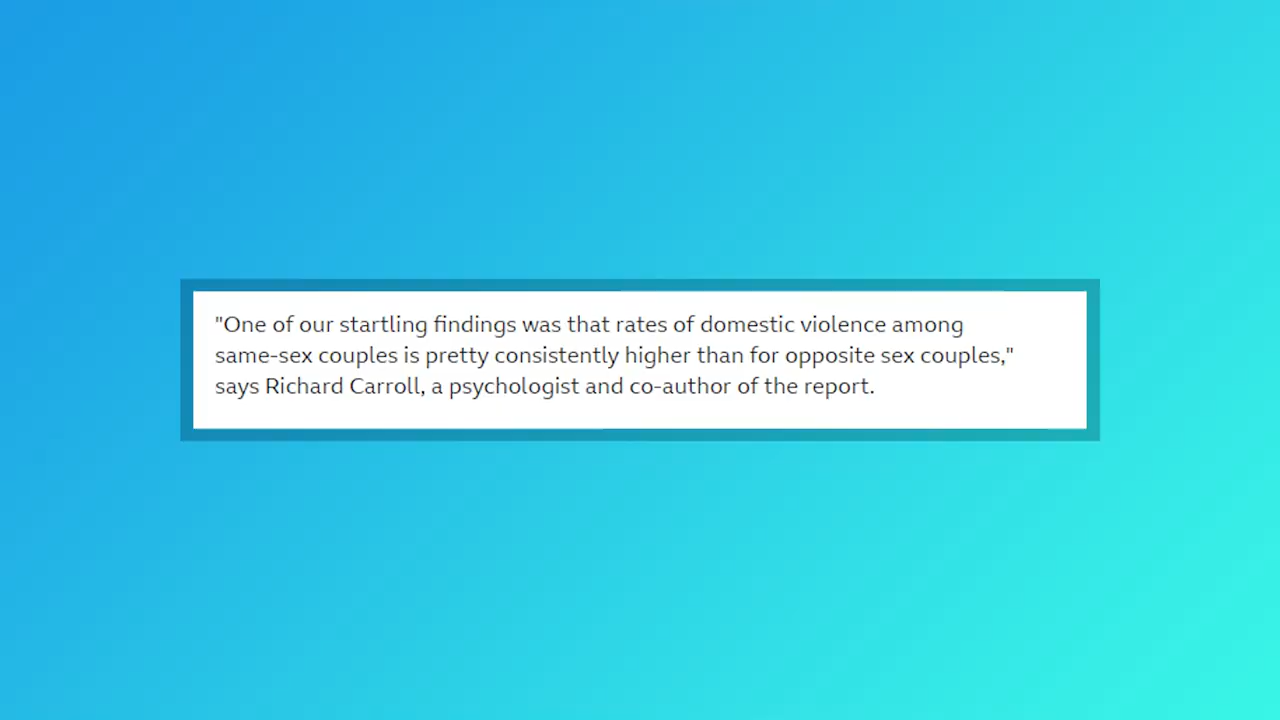 "One of our startling findings was that rates of domestic violence among
same-sex couples is pretty consistently higher than for opposite sex couples,"
says Richard Carroll, a psychologist and co-author of the report.